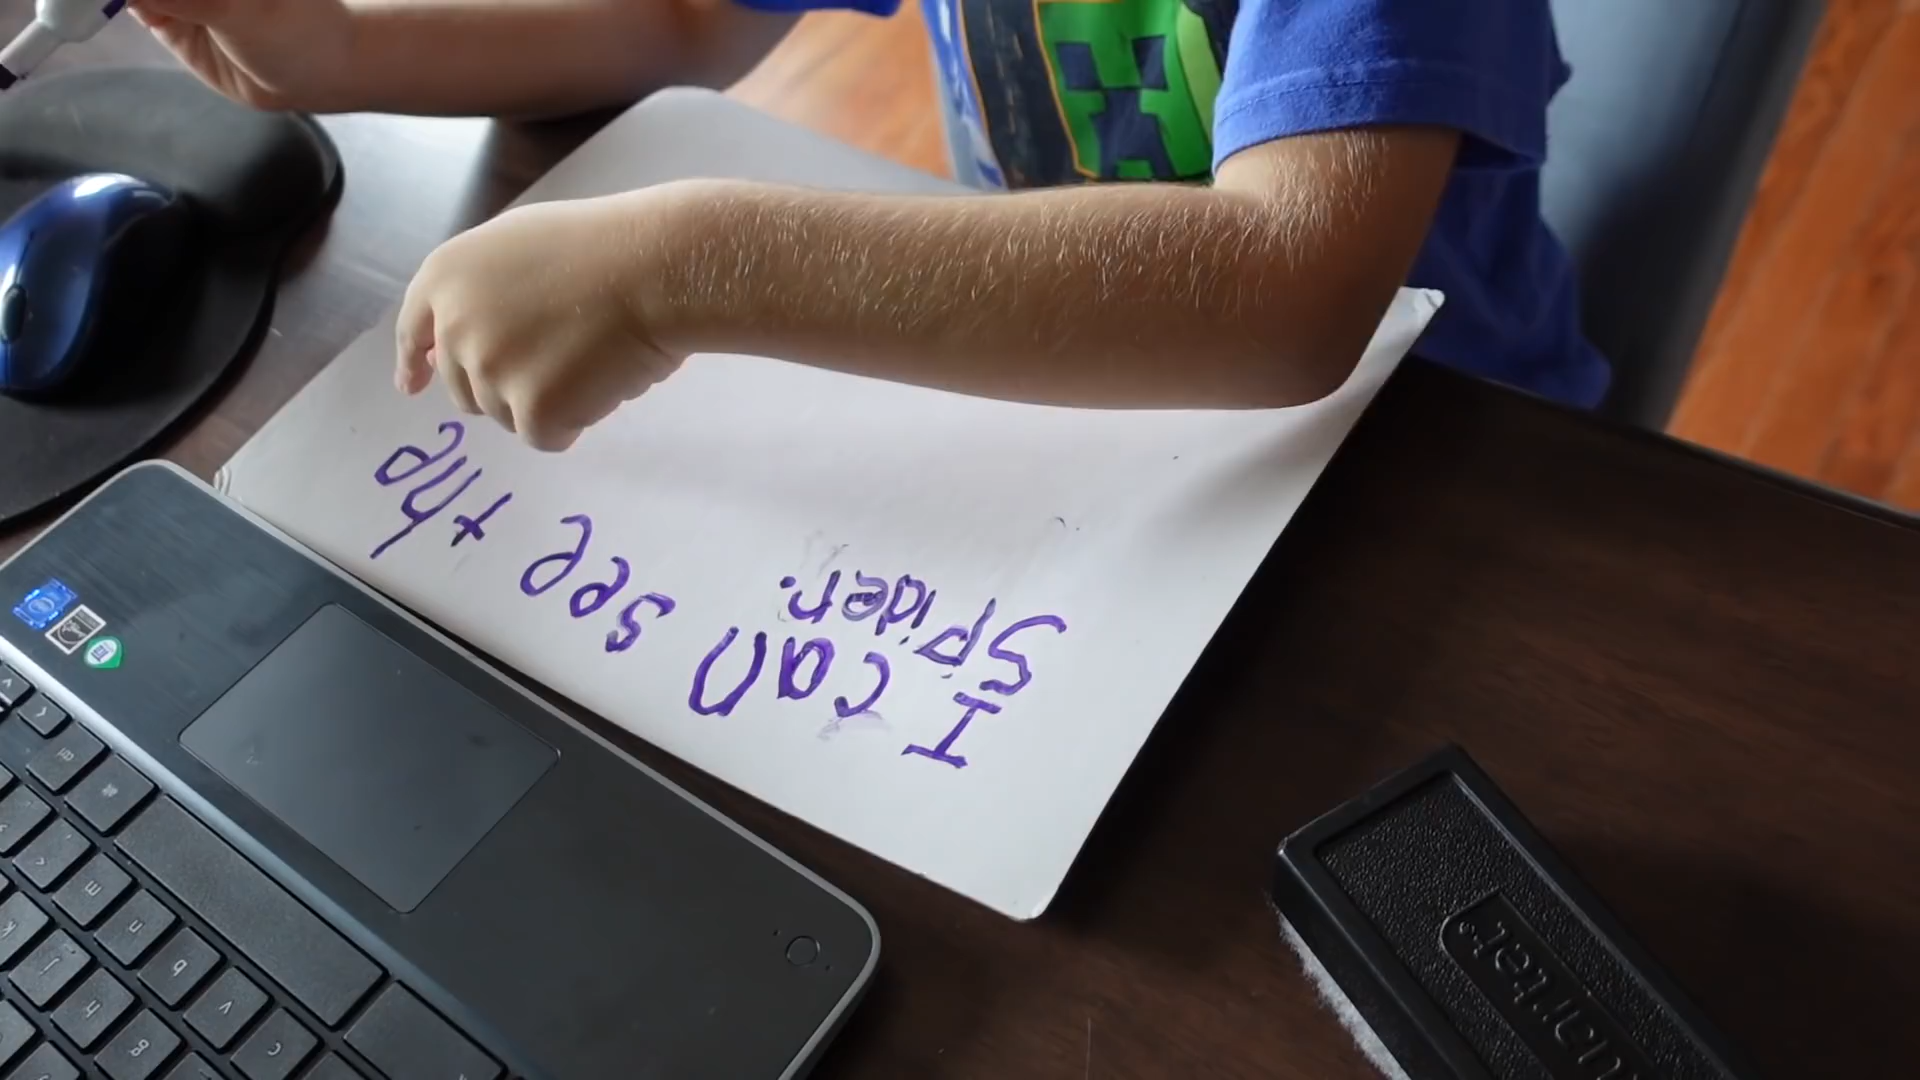 I can see the
Spider.